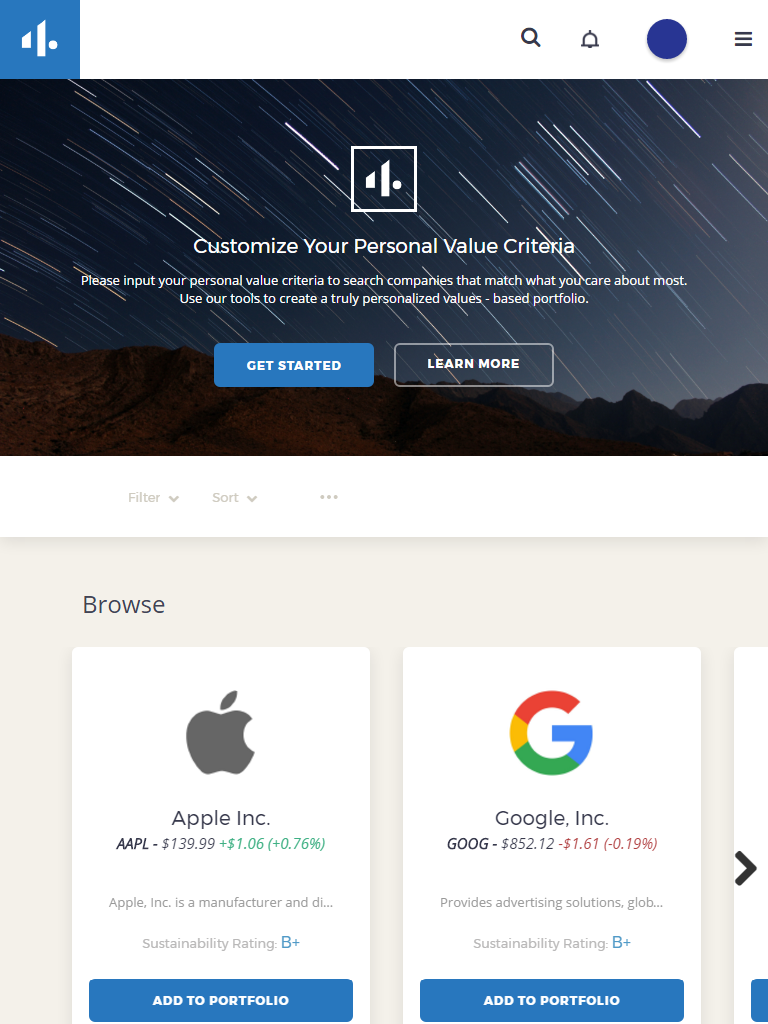 Customize Your Personal Value Criteria
Please input your personal value criteria to search companies that match what you care about most.
Use our tools to create a truly personalized values - based portfolio.
GET STARTED
LEARN MORE
Filter
Sort
Browse
Apple Inc.
AAPL - $139.99 +$1.06 (+0.76%)
Apple, Inc. is a manufacturer and di...
Sustainability Rating: B+
ADD TO PORTFOLIO
Google, Inc.
GOOG - $852.12 -$1.61 (-0.19%)
Provides advertising solutions, glob...
Sustainability Rating: B+
ADD TO PORTFOLIO